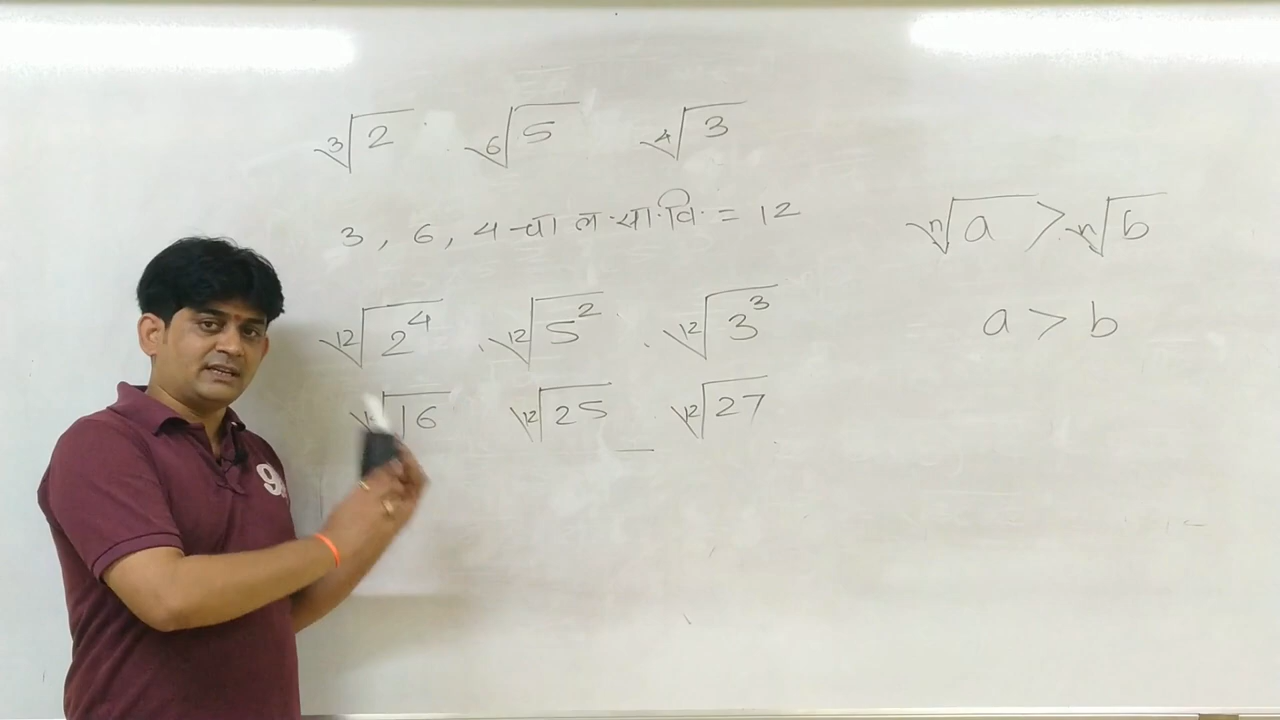 ∛2 ⁶√5 ⁴√3
3, 6, 4 चा ल.सा.वि. = 12
ⁿ√a > ⁿ√b
¹²√2⁴ , ¹²√5² . ¹²√3³
a > b
√16 ¹²√25 ¹²√27